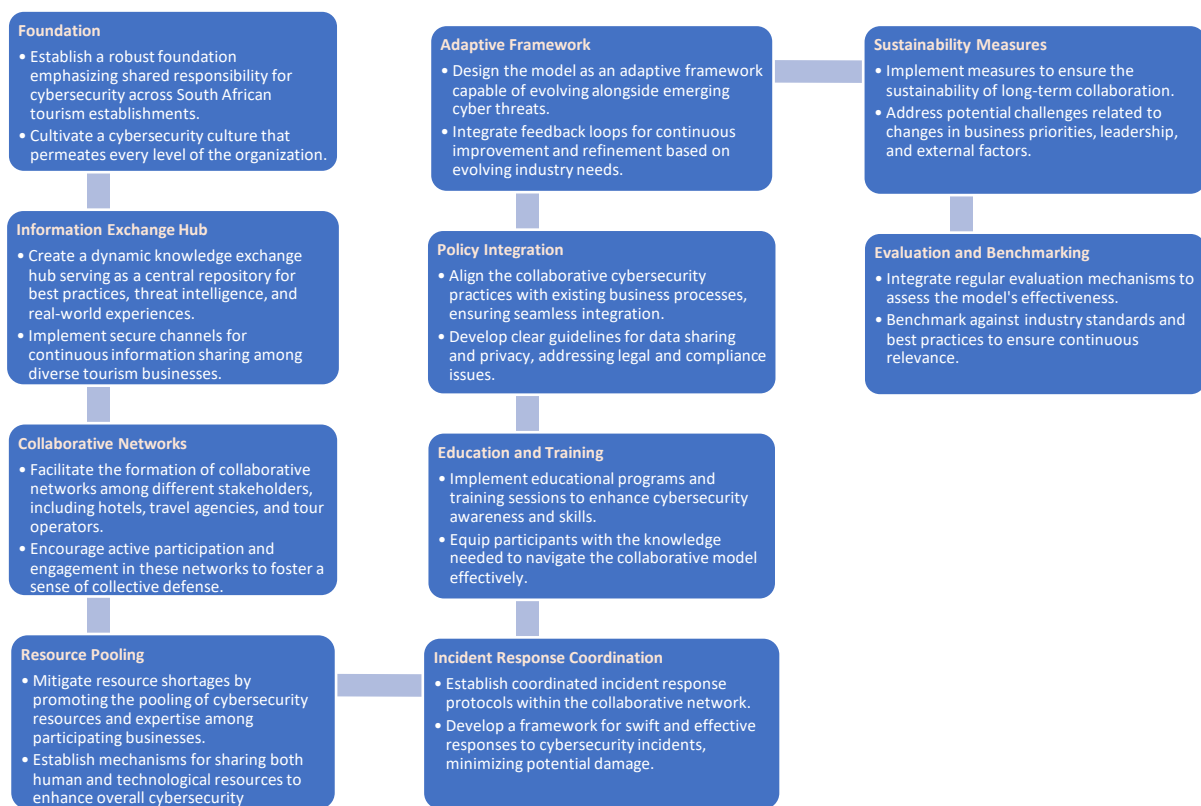 Foundation
• Establish a robust foundation
emphasizing shared responsibility for
cybersecurity across South African
tourism establishments.
• Cultivate a cybersecurity culture that
permeates every level of the organization.
Information Exchange Hub
• Create a dynamic knowledge exchange
hub serving as a central repository for
best practices, threat intelligence, and
real-world experiences.
• Implement secure channels for
continuous information sharing among
diverse tourism businesses.
Collaborative Networks
• Facilitate the formation of collaborative
networks among different stakeholders,
including hotels, travel agencies, and tour
operators.
• Encourage active participation and
engagement in these networks to foster a
sense of collective defense.
Resource Pooling
• Mitigate resource shortages by
promoting the pooling of cybersecurity
resources and expertise among
participating businesses.
• Establish mechanisms for sharing both
human and technological resources to
enhance overall cybersecurity
Incident Response Coordination
• Establish coordinated incident response
protocols within the collaborative network.
• Develop a framework for swift and effective
responses to cybersecurity incidents,
minimizing potential damage.
Education and Training
• Implement educational programs and
training sessions to enhance cybersecurity
awareness and skills.
• Equip participants with the knowledge
needed to navigate the collaborative model
effectively.
Policy Integration
• Align the collaborative cybersecurity
practices with existing business processes,
ensuring seamless integration.
• Develop clear guidelines for data sharing
and privacy, addressing legal and compliance
issues.
Adaptive Framework
• Design the model as an adaptive framework
capable of evolving alongside emerging
cyber threats.
• Integrate feedback loops for continuous
improvement and refinement based on
evolving industry needs.
Sustainability Measures
• Implement measures to ensure the
sustainability of long-term collaboration.
• Address potential challenges related to
changes in business priorities, leadership,
and external factors.
Evaluation and Benchmarking
• Integrate regular evaluation mechanisms to
assess the model's effectiveness.
• Benchmark against industry standards and
best practices to ensure continuous
relevance.